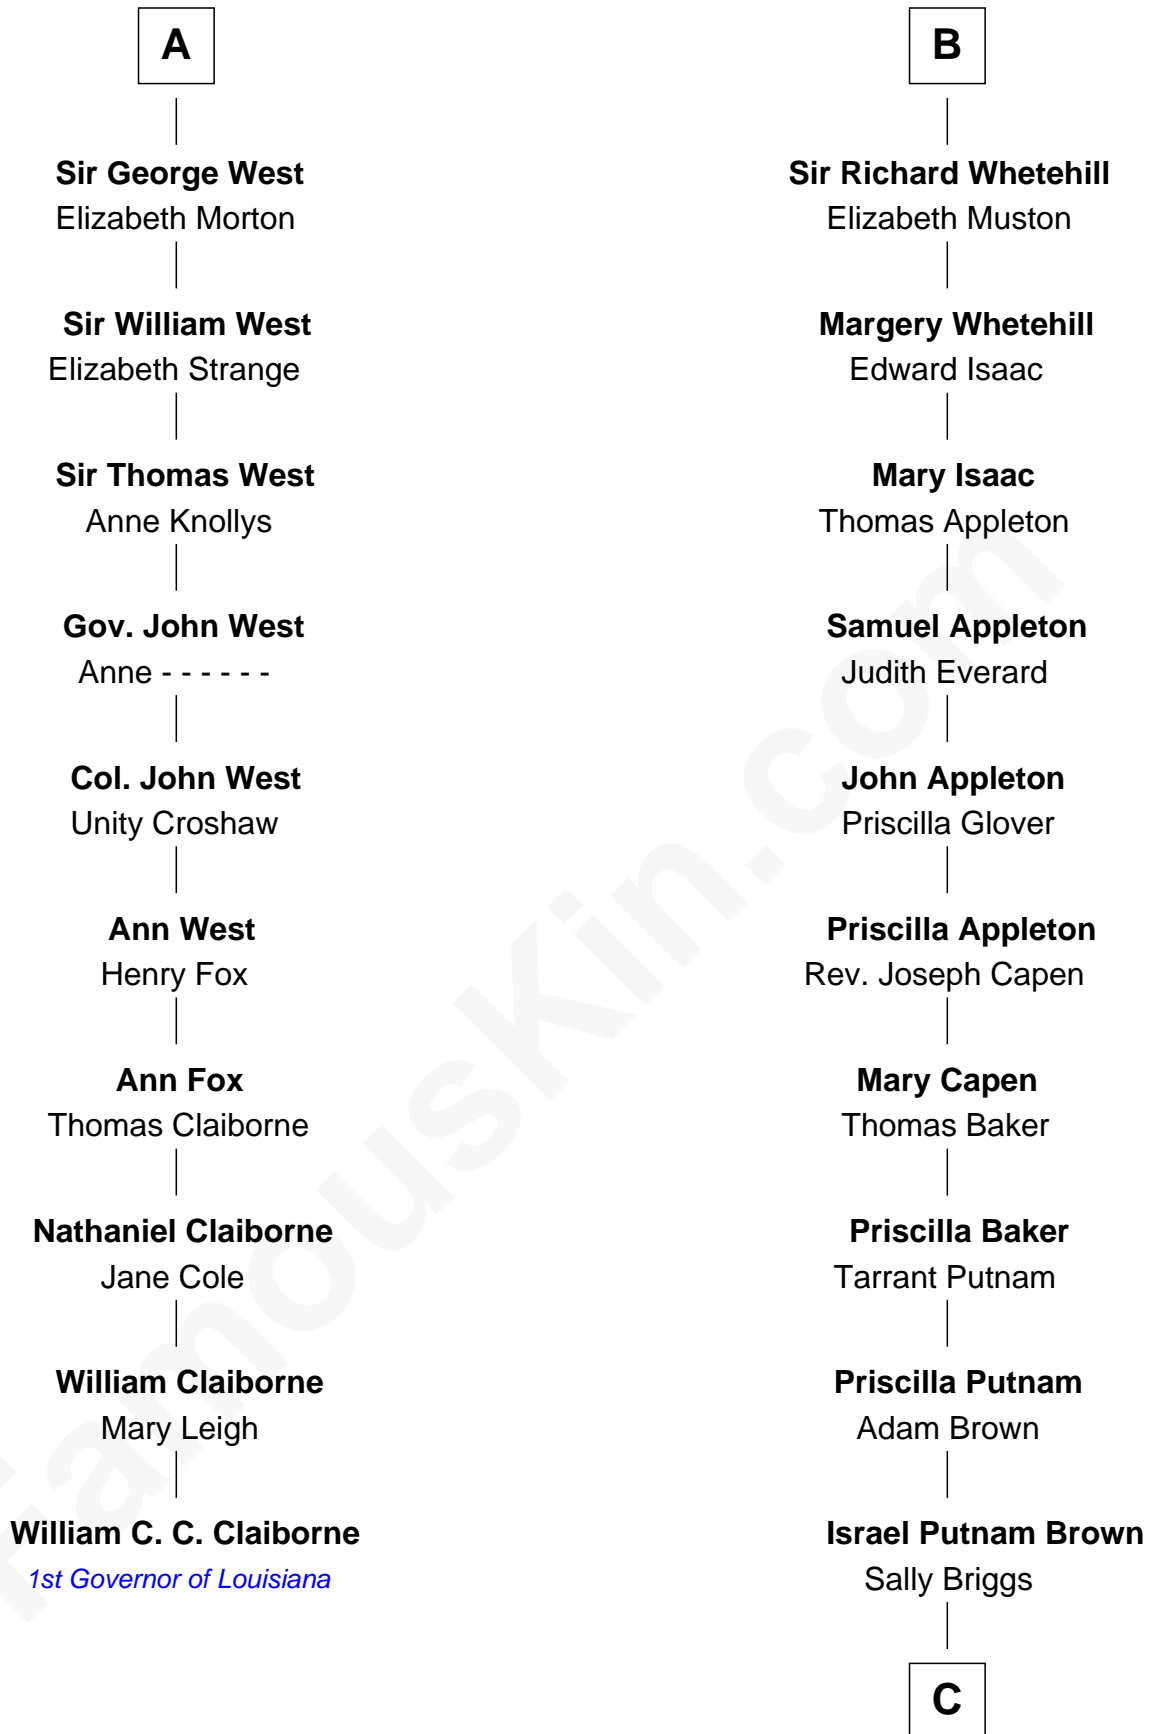 A
Sir George West
Elizabeth Morton
Sir William West
Elizabeth Strange
Sir Thomas West
Anne Knollys
Gov. John West
Anne - - - - - -
Col. John West
Unity Croshaw
Ann West
Henry Fox
Ann Fox
Thomas Claiborne
Nathaniel Claiborne
Jane Cole
William Claiborne
Mary Leigh
William C. C. Claiborne
1st Governor of Louisiana
B
Sir Richard Whetehill
Elizabeth Muston
Margery Whetehill
Edward Isaac
Mary Isaac
Thomas Appleton
Samuel Appleton
Judith Everard
John Appleton
Priscilla Glover
Priscilla Appleton
Rev. Joseph Capen
Mary Capen
Thomas Baker
Priscilla Baker
Tarrant Putnam
Priscilla Putnam
Adam Brown
Israel Putnam Brown
Sally Briggs
C
FamousKin.com